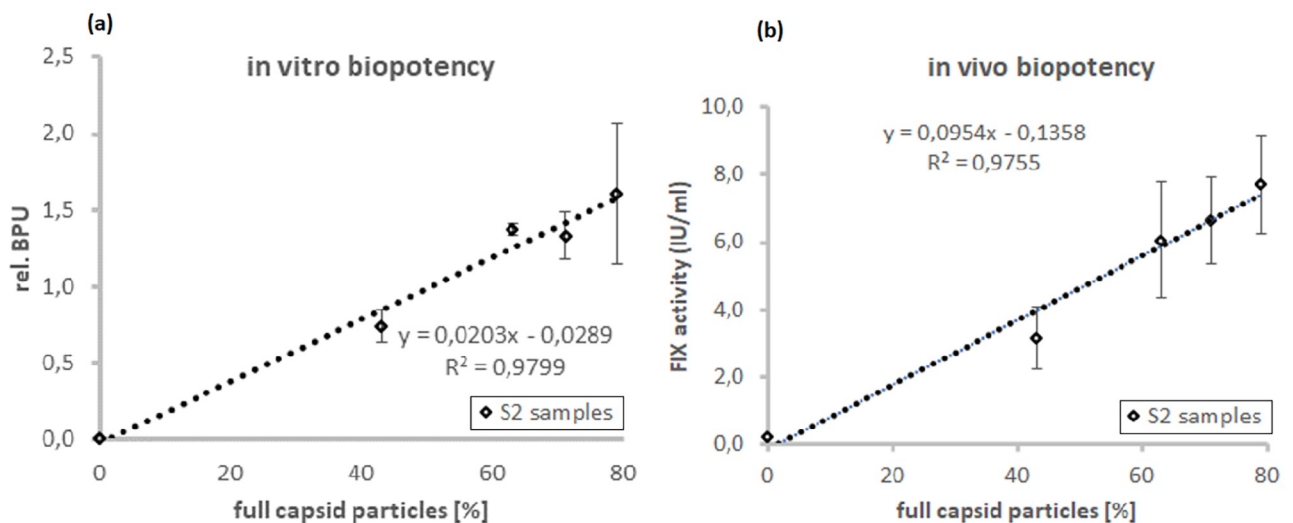 (a)
in vitro biopotency
2,5
2,0
1,5
1,0
0,5
0,0
rel. BPU
y = 0,0203x - 0,0289
R² = 0,9799
S2 samples
0 20 40 60 80
full capsid particles [%]
(b)
in vivo biopotency
10,0
8,0
6,0
4,0
2,0
0,0
FIX activity (IU/ml)
y = 0,0954x - 0,1358
R² = 0,9755
S2 samples
0 20 40 60 80
full capsid particles [%]